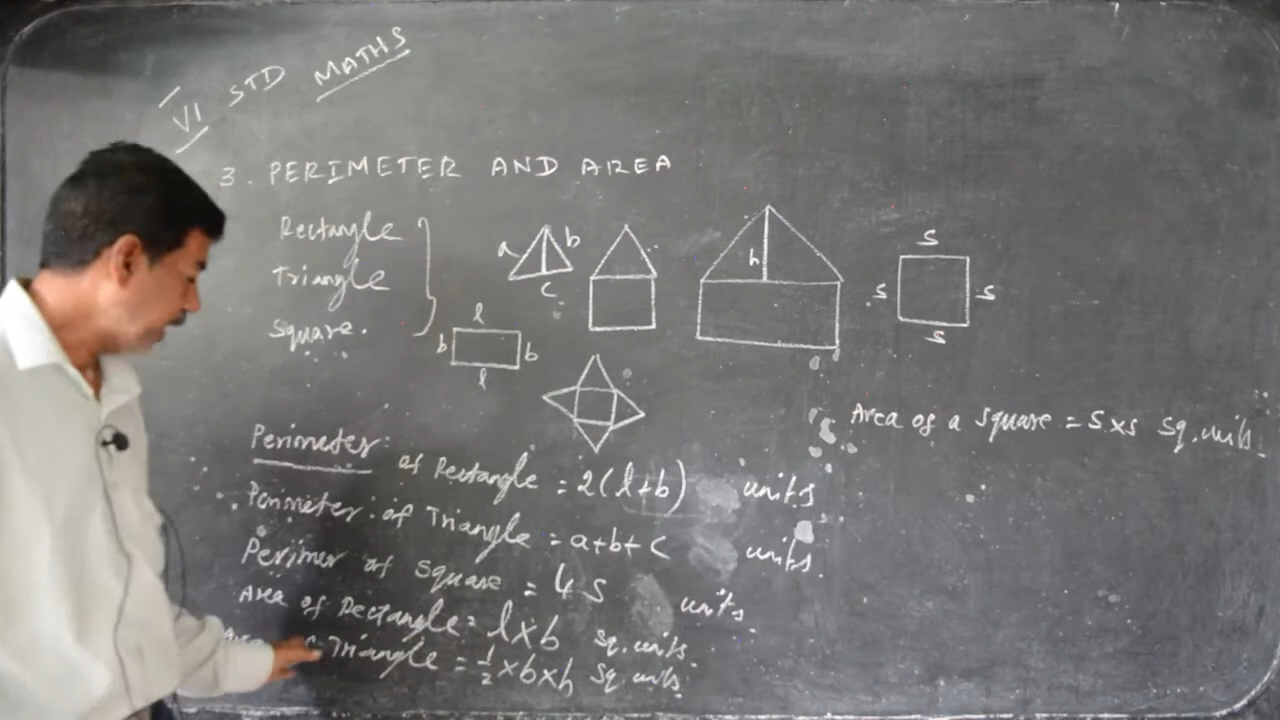 VI STD MATHS
3. PERIMETER AND AREA
Rectangle
Triangle
Square.
a b
c
l
b b
l
h
s
s s
s
Area of a square = s x s sq. units.
Perimeter:
of Rectangle = 2(l+b) units
Perimeter of Triangle = a+b+c units.
Perimer of square = 4 s units.
Area of Rectangle = l x b sq. units.
Triangle = 1/2 x b x h sq. units.